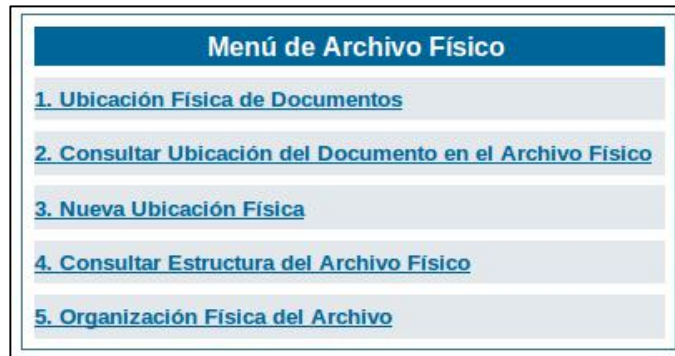 Menú de Archivo Físico
1. Ubicación Física de Documentos
2. Consultar Ubicación del Documento en el Archivo Físico
3. Nueva Ubicación Física
4. Consultar Estructura del Archivo Físico
5. Organización Física del Archivo